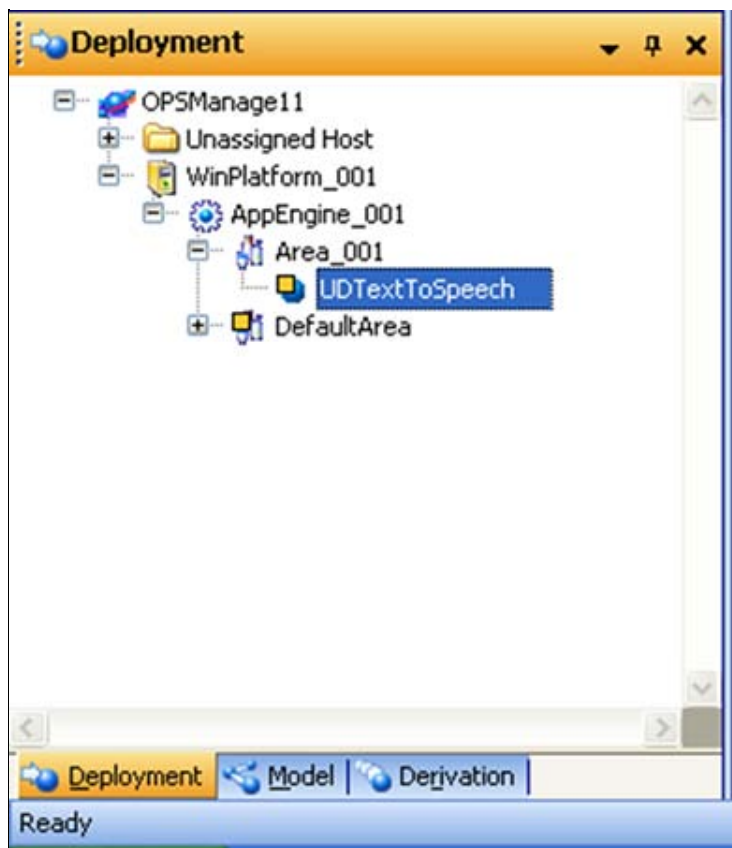 Deployment
OPSManage11
Unassigned Host
WinPlatform_001
AppEngine_001
Area_001
UDTextToSpeech
DefaultArea
Deployment Model Derivation
Ready